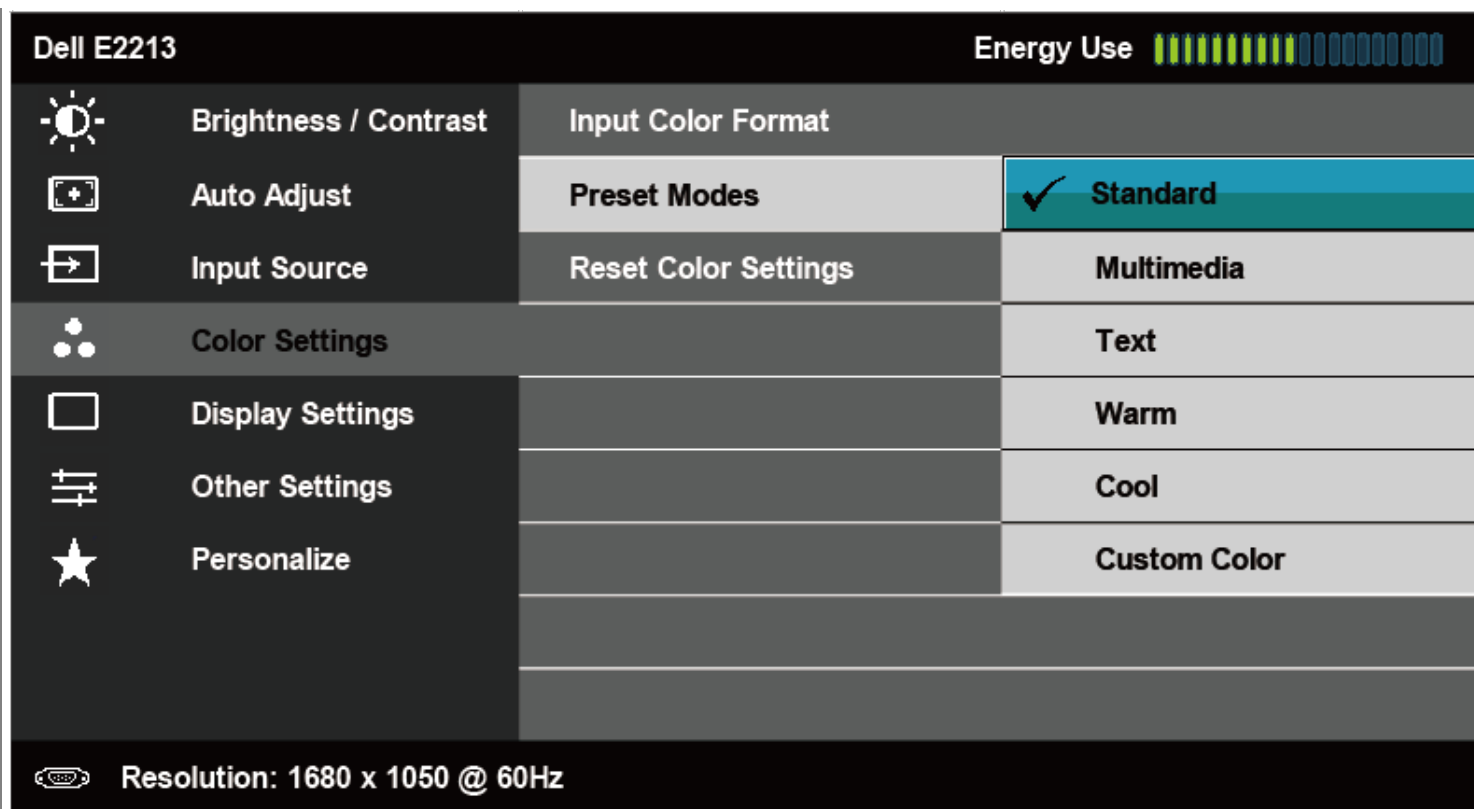 Dell E2213 Energy Use
Brightness / Contrast Input Color Format
Auto Adjust Preset Modes Standard
Input Source Reset Color Settings Multimedia
Color Settings Text
Display Settings Warm
Other Settings Cool
Personalize Custom Color
Resolution: 1680 x 1050 @ 60Hz